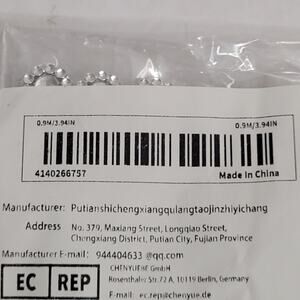 0.9M/3.94IN 0.9M/3.94IN
4140266757 Made In China
Manufacturer: Putianshichengxiangqulangtaojinzhiyichang
Address No. 379, Maxiang Street, Longqiao Street,
Chengxiang District, Putian City, Fujian Province
Manufacturer E-mail: 944404633 @qq.com
EC REP
CHENYUEHE GmbH
Rosenthaler Str.72 A, 10119 Berlin, Germany
E-mail: ec.rep@chenyue.de